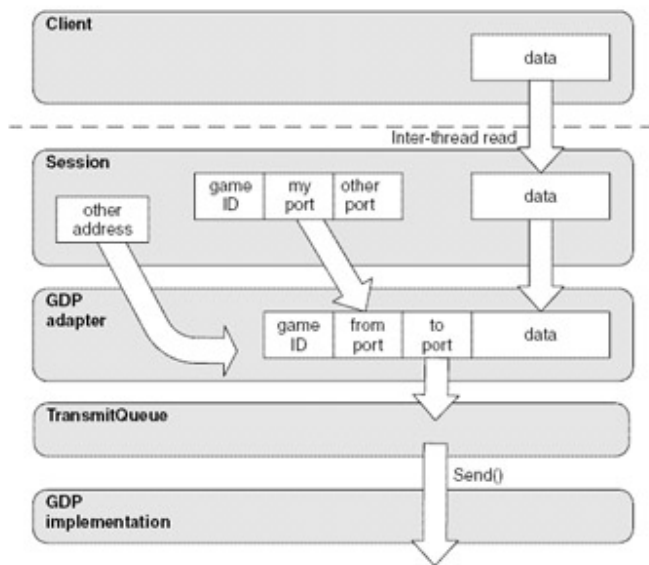 Client
data
Inter-thread read
Session
game
ID
my
port
other
port
data
other
address
GDP
adapter
game
ID
from
port
to
port
data
TransmitQueue
Send()
GDP
implementation